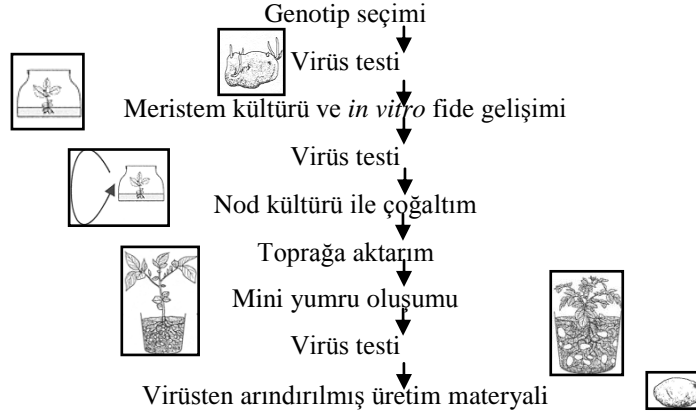 Genotip seçimi
Virüs testi
Meristem kültürü ve in vitro fide gelişimi
Virüs testi
Nod kültürü ile çoğaltım
Toprağa aktarım
Mini yumru oluşumu
Virüs testi
Virüsten arındırılmış üretim materyali